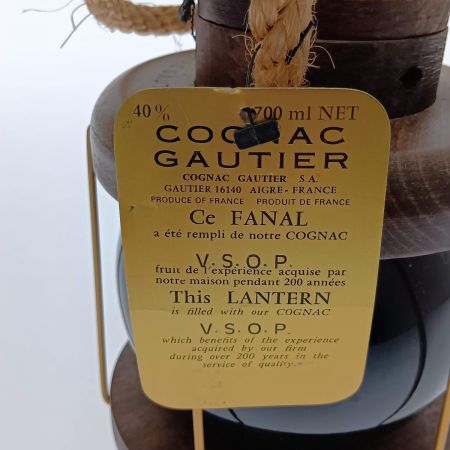 40% 700 ml NET
COGNAC
GAUTIER
COGNAC GAUTIER S.A.
GAUTIER 16140 AIGRE-FRANCE
PRODUCE OF FRANCE PRODUIT DE FRANCE
Ce FANAL
a été rempli de notre COGNAC
V.S.O.P.
fruit de l'expérience acquise par
notre maison pendant 200 années
This LANTERN
is filled with our COGNAC
V.S.O.P.
which benefits of the experience
acquired by our firm
during over 200 years in the
service of quality.